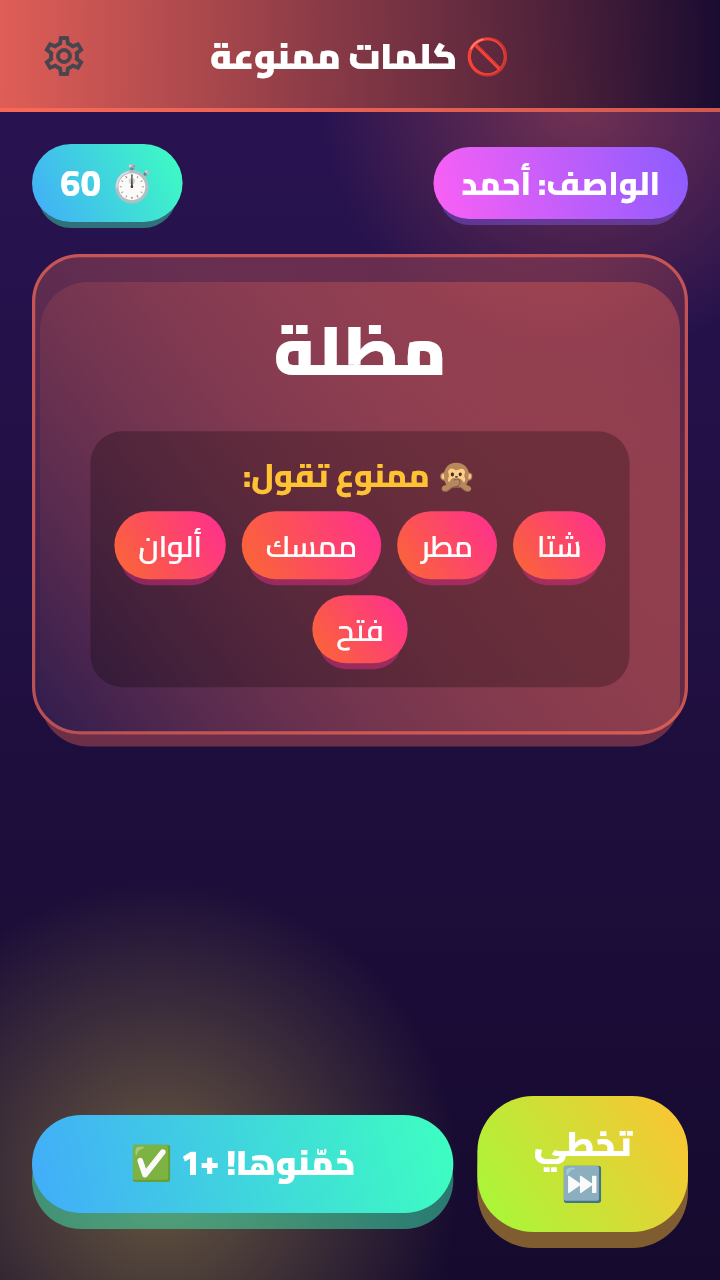 🚫 كلمات ممنوعة
الواصف: أحمد
⏱️ 60
مظلة
🙊 ممنوع تقول:
شتا
مطر
ممسك
ألوان
فتح
تخطي ⏭️
خمّنوها! +1 ✅